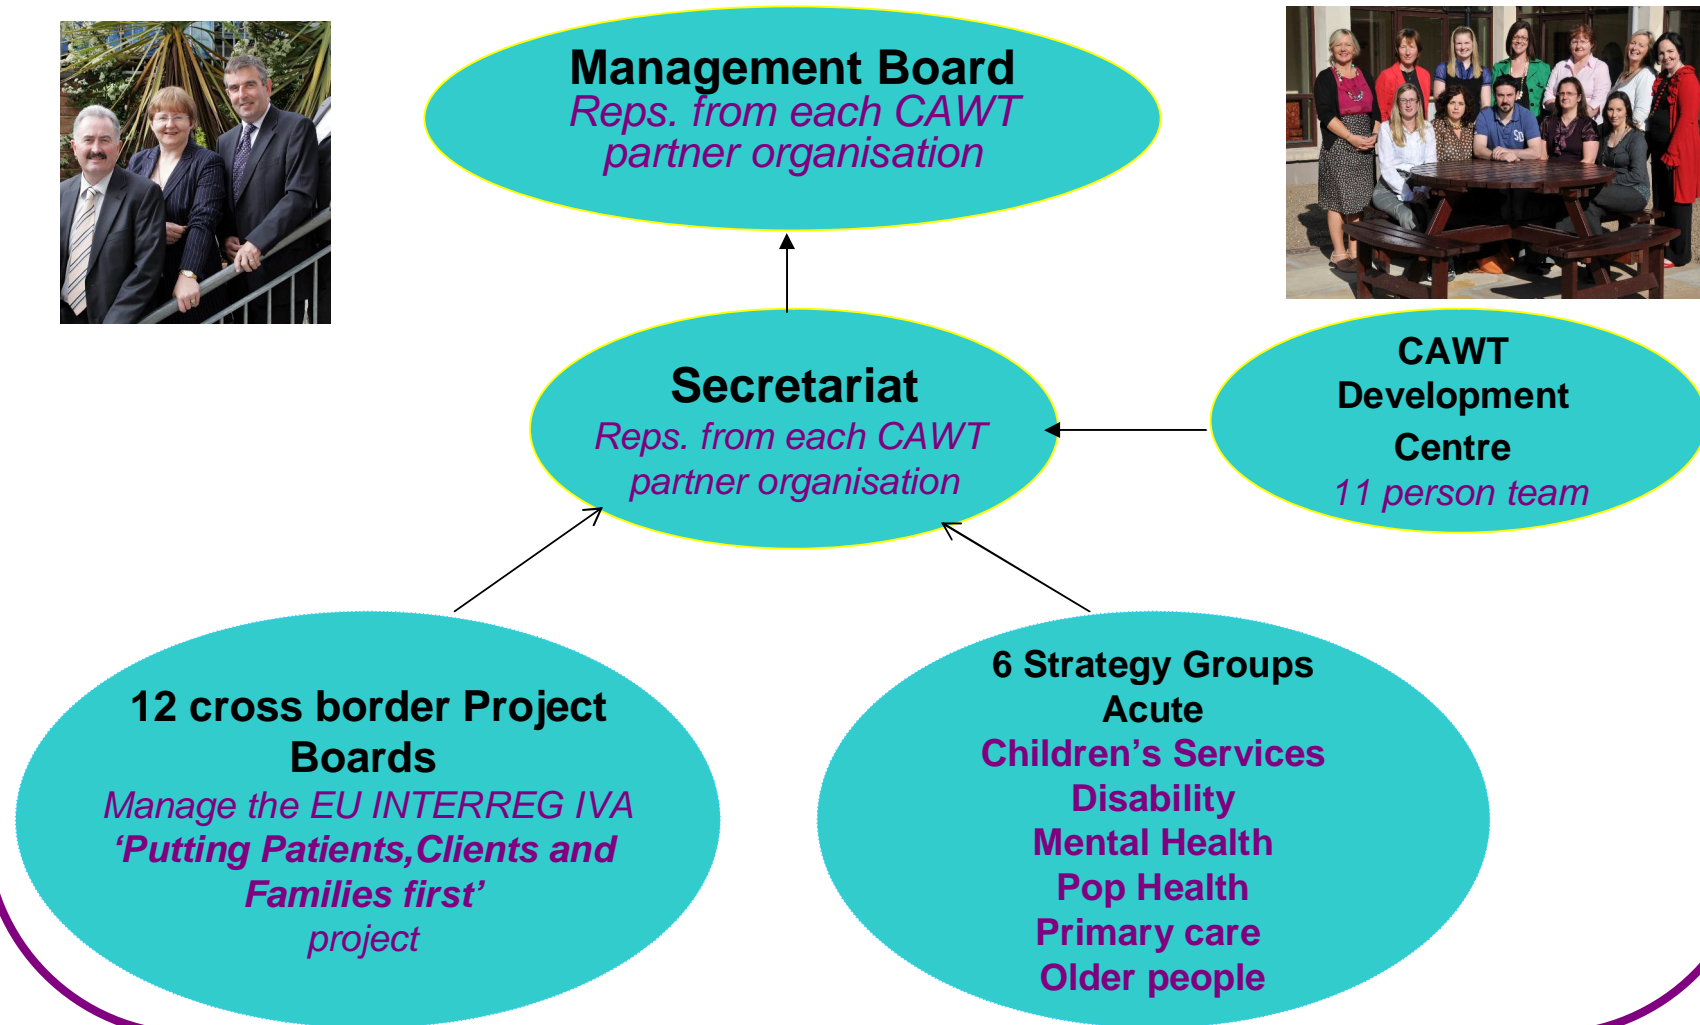 Management Board
Reps. from each CAWT
partner organisation
Secretariat
Reps. from each CAWT
partner organisation
CAWT
Development
Centre
11 person team
12 cross border Project
Boards
Manage the EU INTERREG IVA
‘Putting Patients,Clients and
Families first’
project
6 Strategy Groups
Acute
Children’s Services
Disability
Mental Health
Pop Health
Primary care
Older people